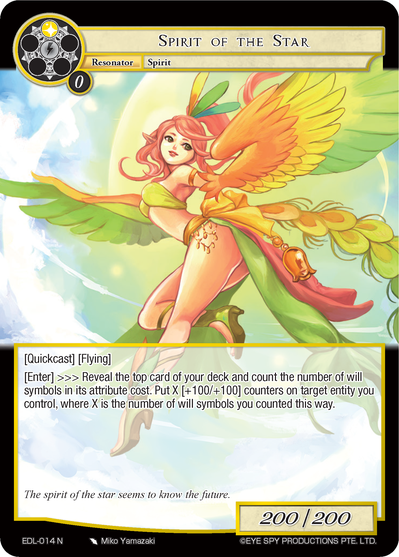 Spirit of the Star
Resonator Spirit
0
[Quickcast] [Flying]
[Enter] >>> Reveal the top card of your deck and count the number of will
symbols in its attribute cost. Put X [+100/+100] counters on target entity you
control, where X is the number of will symbols you counted this way.
The spirit of the star seems to know the future.
200/200
EDL-014 N Miko Yamazaki ©EYE SPY PRODUCTIONS PTE. LTD.